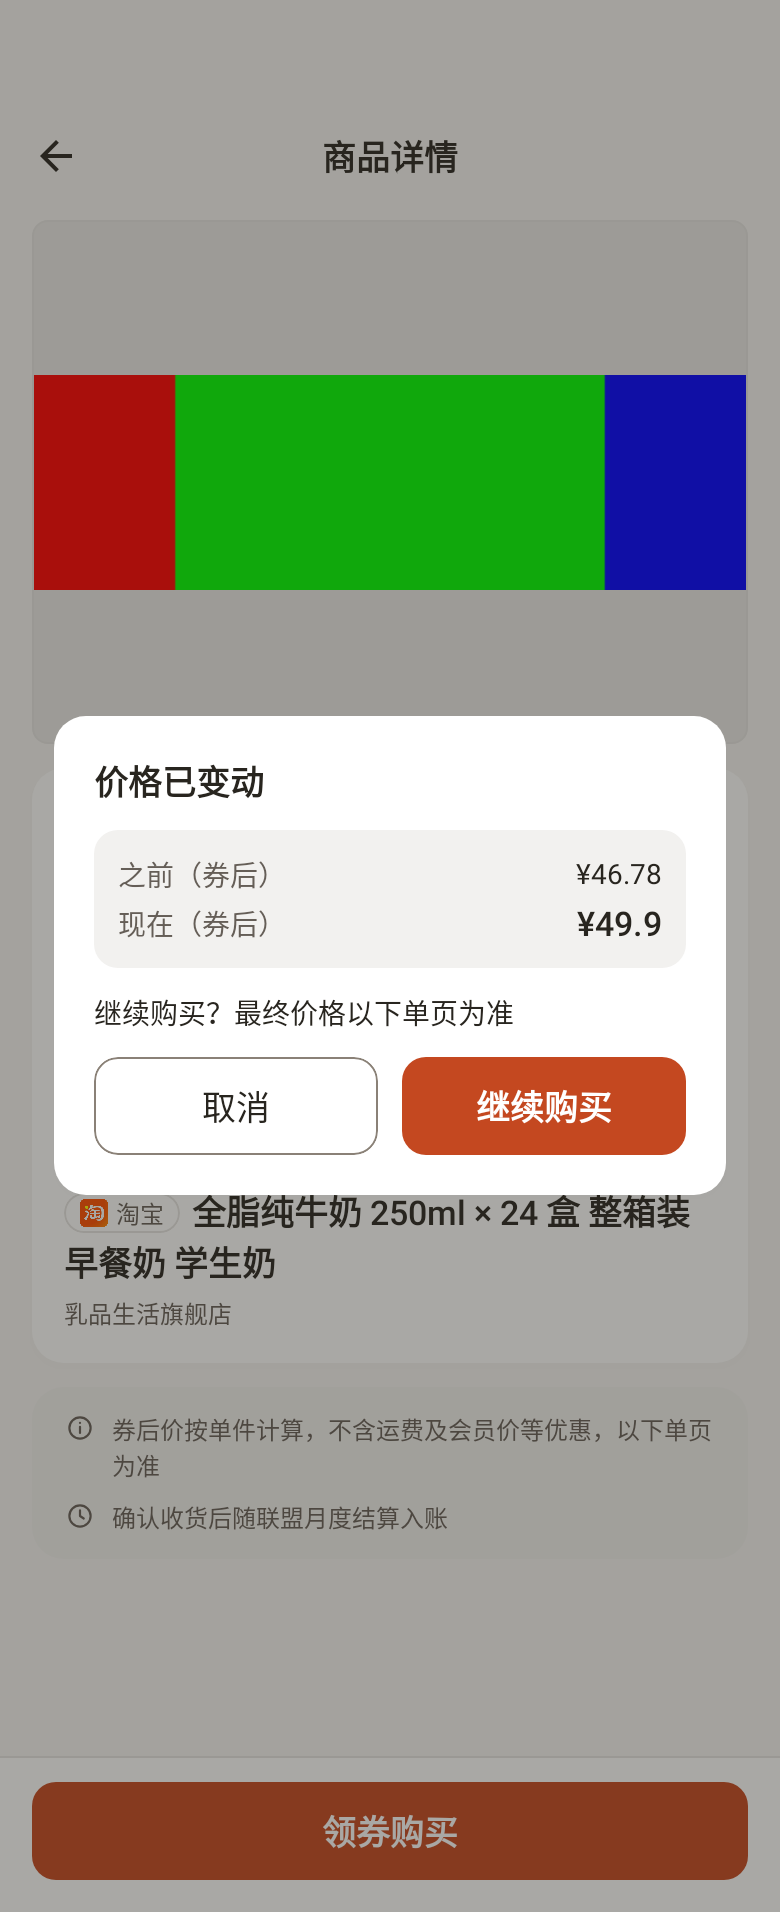 商品详情
价格已变动
之前（券后） ¥46.78
现在（券后） ¥49.9
继续购买？最终价格以下单页为准
取消 继续购买
淘 淘宝 全脂纯牛奶 250ml × 24 盒 整箱装
早餐奶 学生奶
乳品生活旗舰店
券后价按单件计算，不含运费及会员价等优惠，以下单页
为准
确认收货后随联盟月度结算入账
领券购买